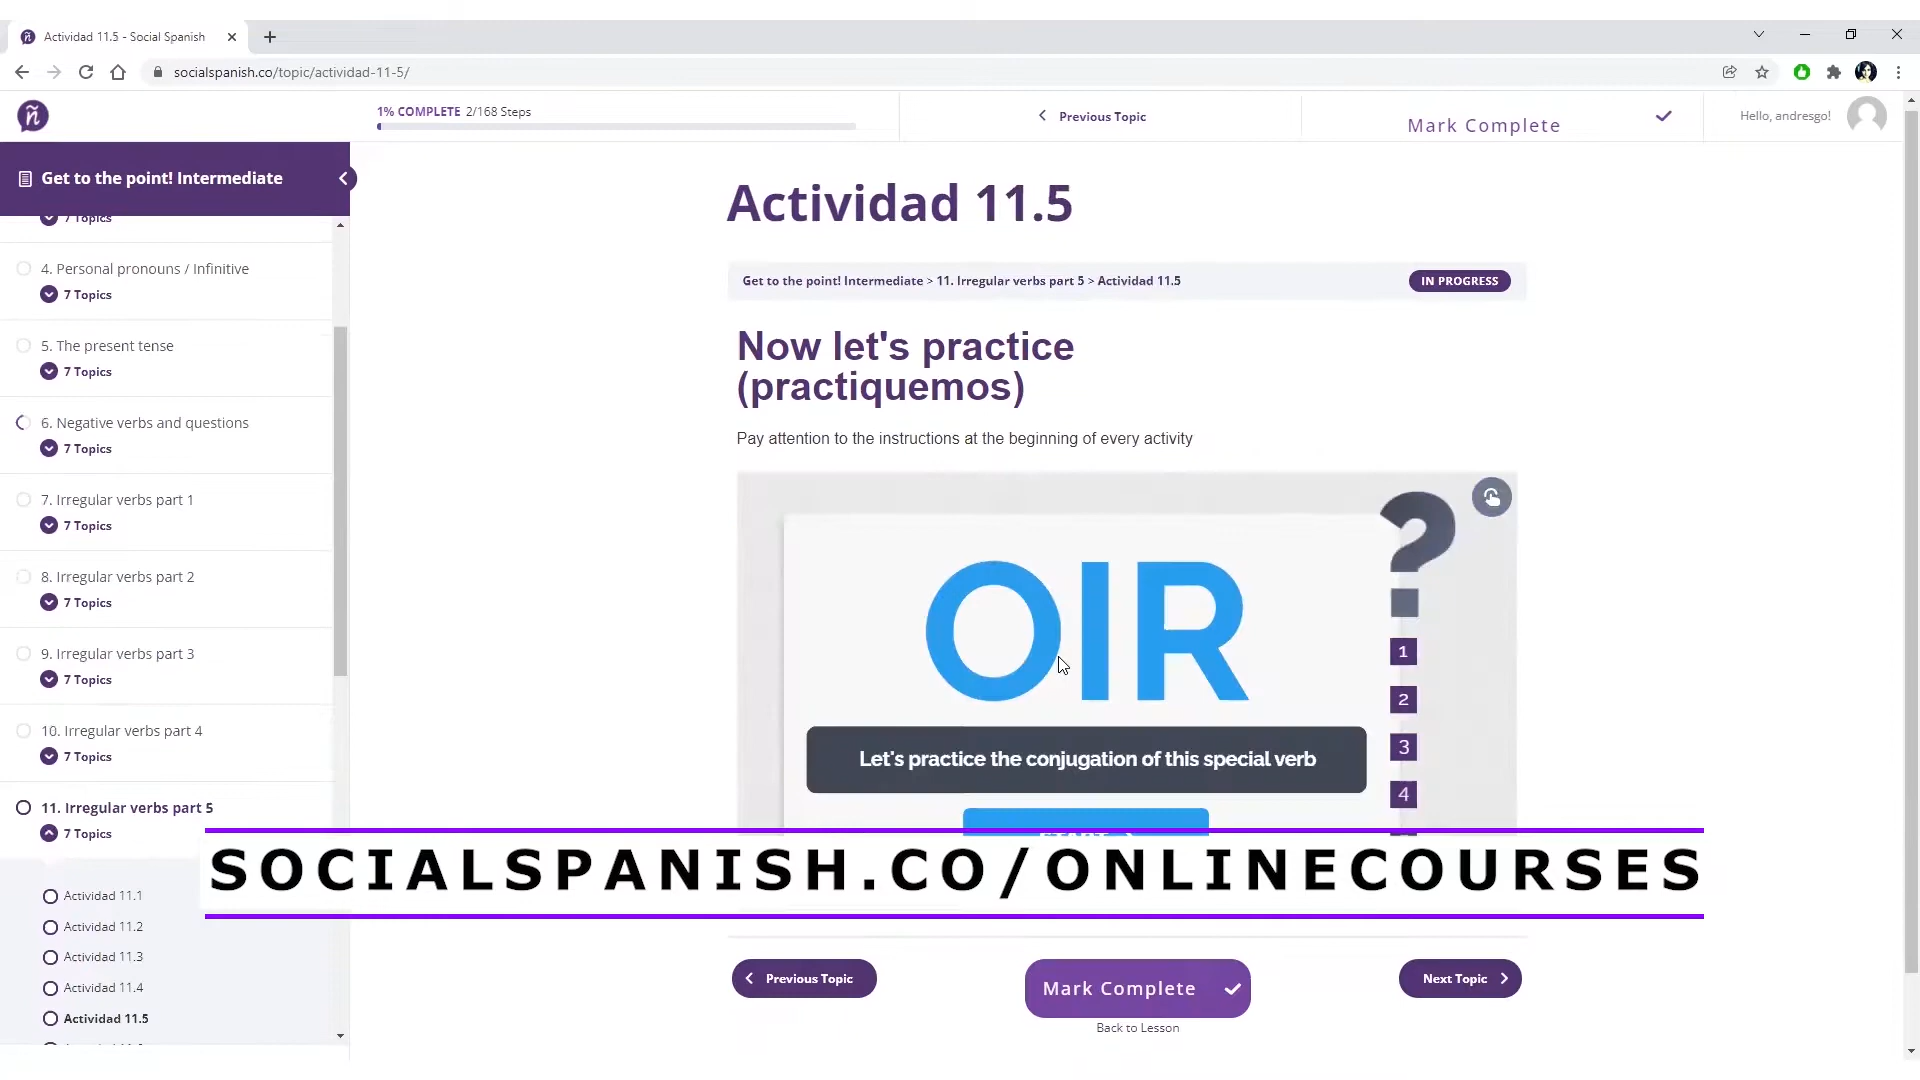 Actividad 11.5 - Social Spanish
socialspanish.co/topic/actividad-11-5/
ñ
1% COMPLETE 2/168 Steps
Previous Topic
Mark Complete
Hello, andresgo!
Get to the point! Intermediate
7 Topics
4. Personal pronouns / Infinitive
7 Topics
5. The present tense
7 Topics
6. Negative verbs and questions
7 Topics
7. Irregular verbs part 1
7 Topics
8. Irregular verbs part 2
7 Topics
9. Irregular verbs part 3
7 Topics
10. Irregular verbs part 4
7 Topics
11. Irregular verbs part 5
7 Topics
Actividad 11.1
Actividad 11.2
Actividad 11.3
Actividad 11.4
Actividad 11.5
Actividad 11.5
Get to the point! Intermediate > 11. Irregular verbs part 5 > Actividad 11.5
IN PROGRESS
Now let's practice
(practiquemos)
Pay attention to the instructions at the beginning of every activity
OIR
Let's practice the conjugation of this special verb
?
1
2
3
4
SOCIALSPANISH.CO/ONLINECOURSES
Previous Topic
Mark Complete
Next Topic
Back to Lesson